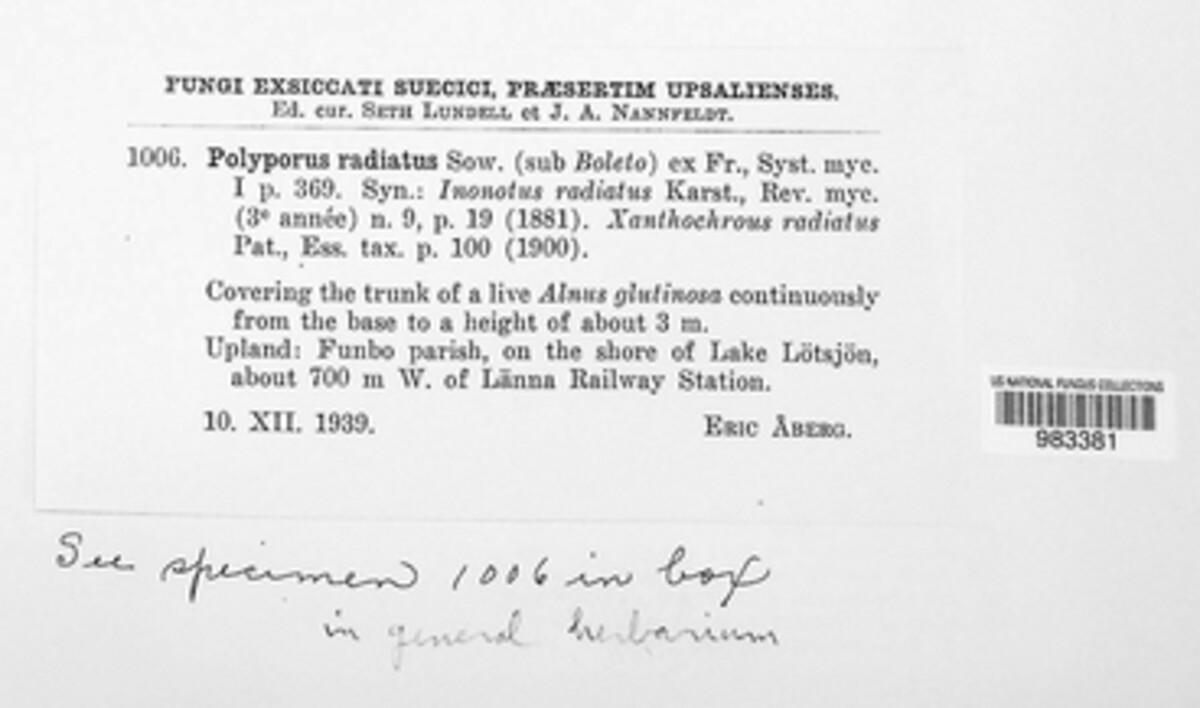 FUNGI EXSICCATI SUECICI, PRÆSERTIM UPSALIENSES.
Ed. cur. SETH LUNDELL et J. A. NANNFELDT.
1006. Polyporus radiatus Sow. (sub Boleto) ex Fr., Syst. myc.
I p. 369. Syn.: Inonotus radiatus Karst., Rev. myc.
(3e année) n. 9, p. 19 (1881). Xanthochrous radiatus
Pat., Ess. tax. p. 100 (1900).
Covering the trunk of a live Alnus glutinosa continuously
from the base to a height of about 3 m.
Upland: Funbo parish, on the shore of Lake Lötsjön,
about 700 m W. of Länna Railway Station.
10. XII. 1939. ERIC ÅBERG.
US NATIONAL FUNGUS COLLECTIONS
983381
See specimen 1006 in box
in general herbarium